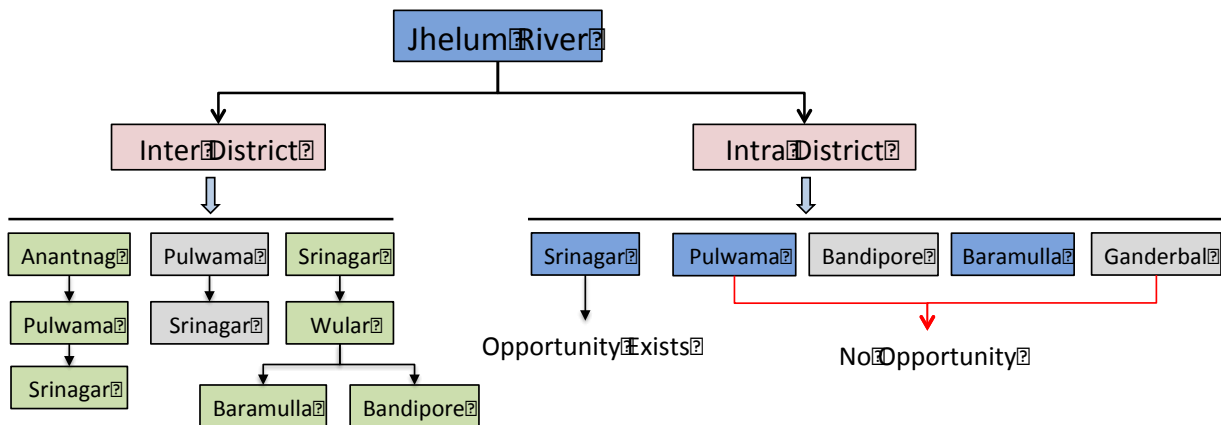 Jhelum River
Inter District
Intra District
Anantnag
Pulwama
Srinagar
Srinagar
Pulwama
Bandipore
Baramulla
Ganderbal
Pulwama
Srinagar
Wular
Opportunity Exists
No Opportunity
Srinagar
Baramulla
Bandipore